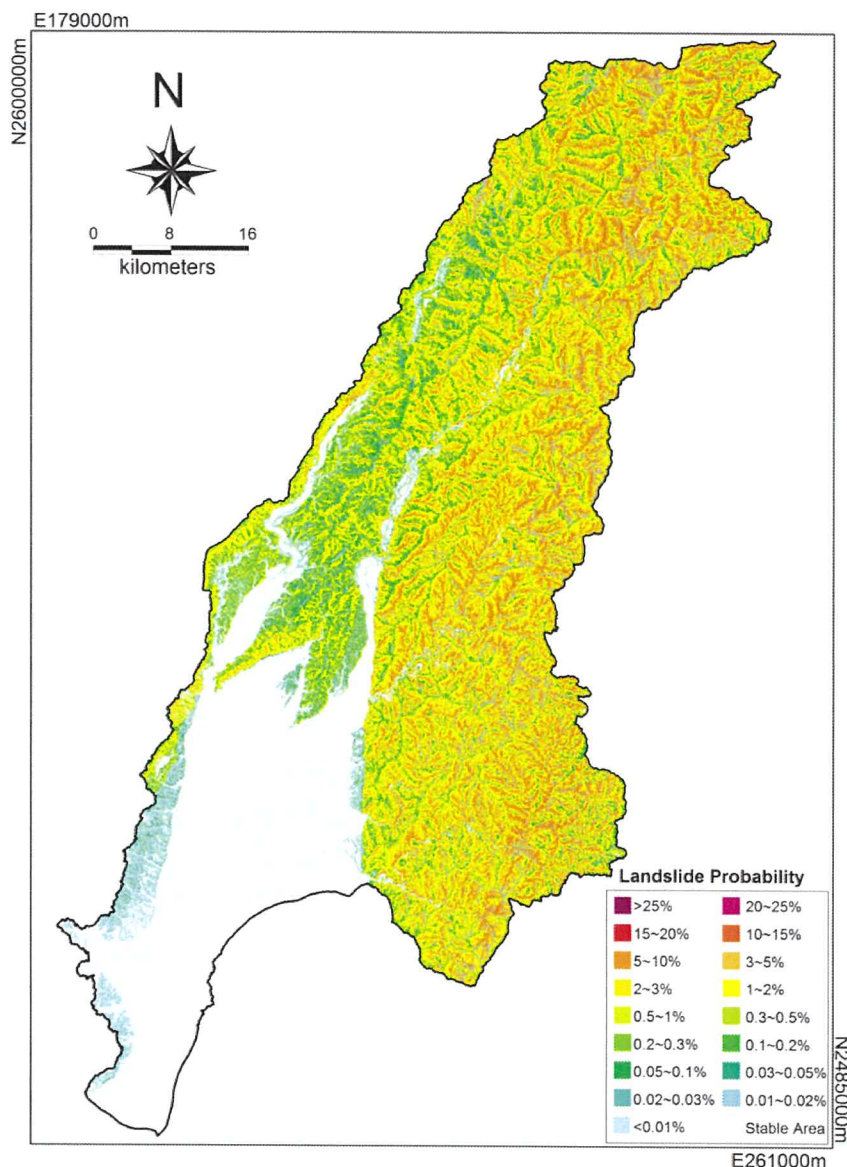 E179000m
N2600000m
N
0 8 16
kilometers
Landslide Probability
>25% 20~25%
15~20% 10~15%
5~10% 3~5%
2~3% 1~2%
0.5~1% 0.3~0.5%
0.2~0.3% 0.1~0.2%
0.05~0.1% 0.03~0.05%
0.02~0.03% 0.01~0.02%
<0.01% Stable Area
N2485000m
E261000m